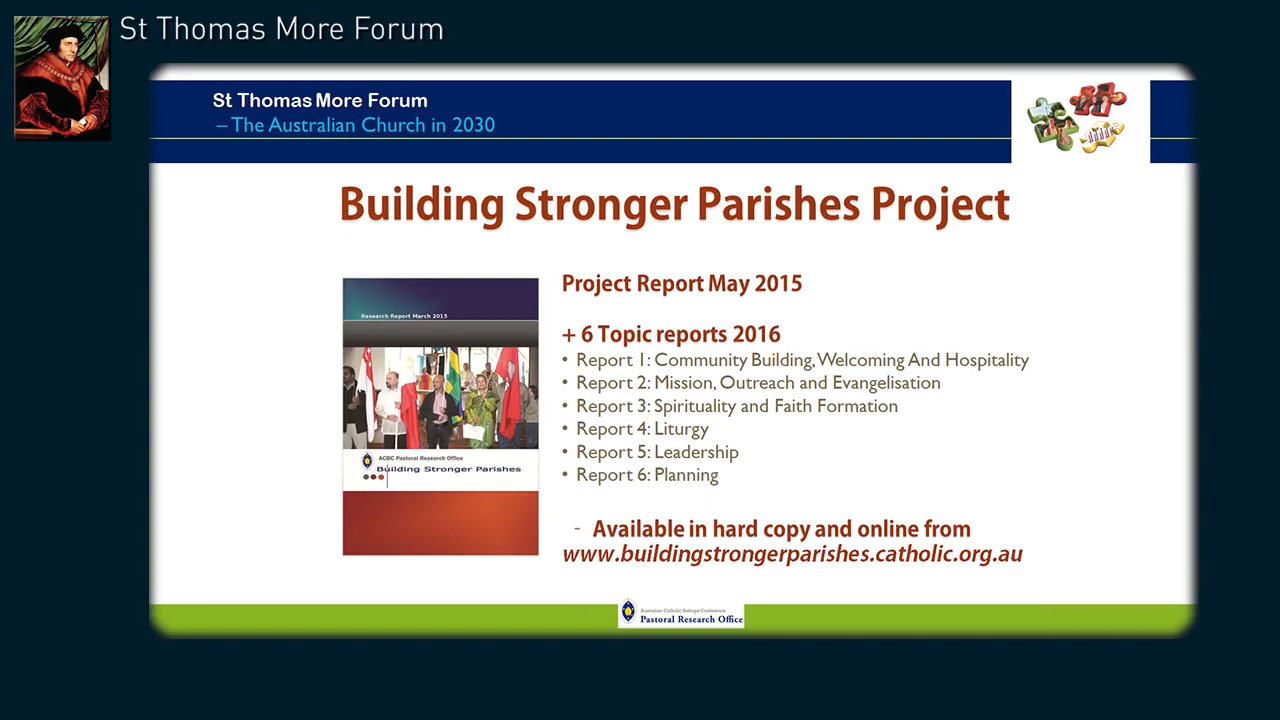 St Thomas More Forum
St Thomas More Forum
– The Australian Church in 2030
Building Stronger Parishes Project
Research Report March 2015
ACBC Pastoral Research Office
Building Stronger Parishes
Project Report May 2015
+ 6 Topic reports 2016
• Report 1: Community Building, Welcoming And Hospitality
• Report 2: Mission, Outreach and Evangelisation
• Report 3: Spirituality and Faith Formation
• Report 4: Liturgy
• Report 5: Leadership
• Report 6: Planning
- Available in hard copy and online from
www.buildingstrongerparishes.catholic.org.au
Australian Catholic Bishops Conference
Pastoral Research Office